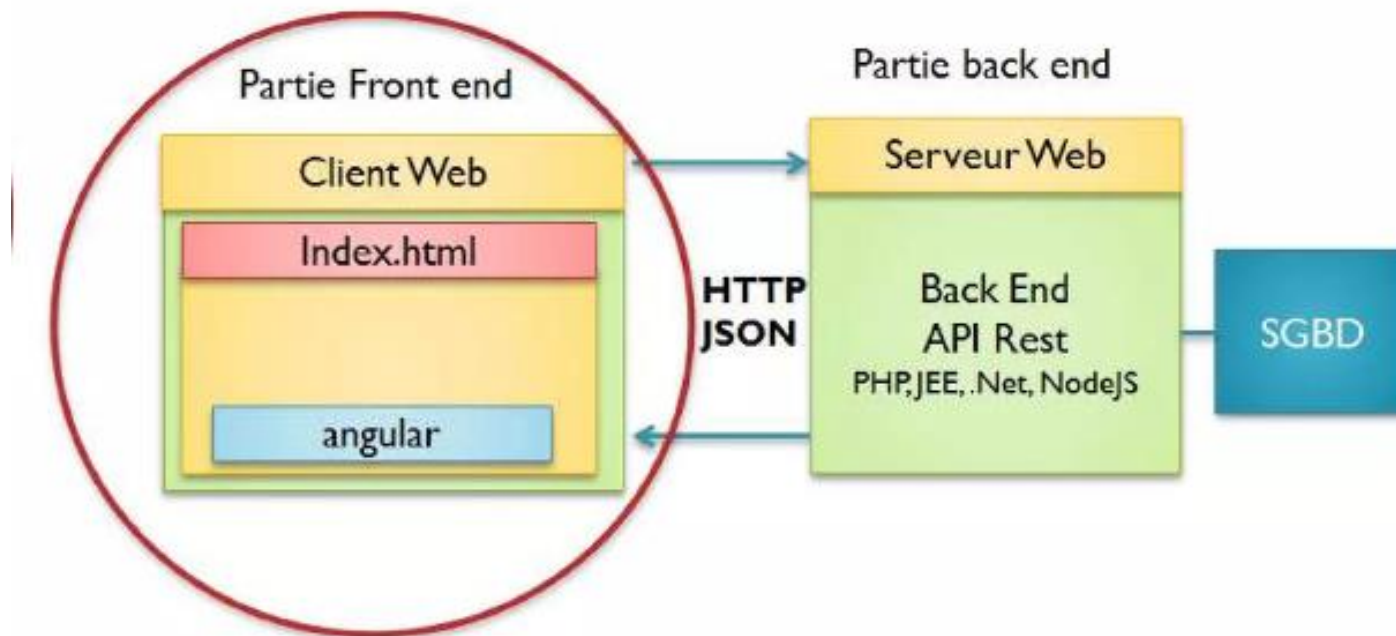 Partie Front end
Client Web
Index.html
angular
HTTP
JSON
Partie back end
Serveur Web
Back End
API Rest
PHP, JEE, .Net, NodeJS
SGBD